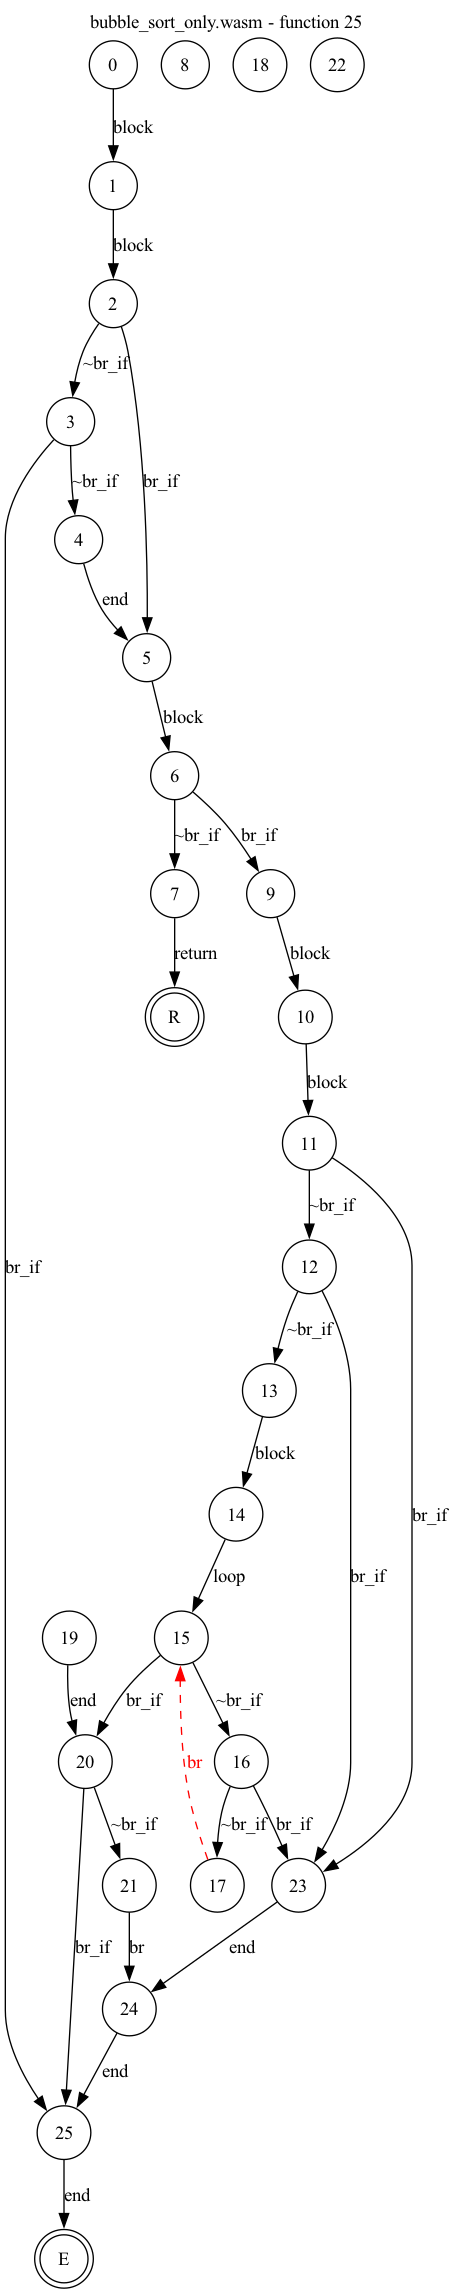 bubble_sort_only.wasm - function 25
0 8 18 22
block
1
block
2
~br_if
3
~br_if br_if
4
end
5
block
6
~br_if br_if
7 9
return block
R 10
block
11
~br_if
12
br_if
~br_if
13
block
14
br_if
loop br_if
19 15
end br_if ~br_if
20 br 16
~br_if ~br_if br_if
21 17 23
br_if br end
24
end
25
end
E